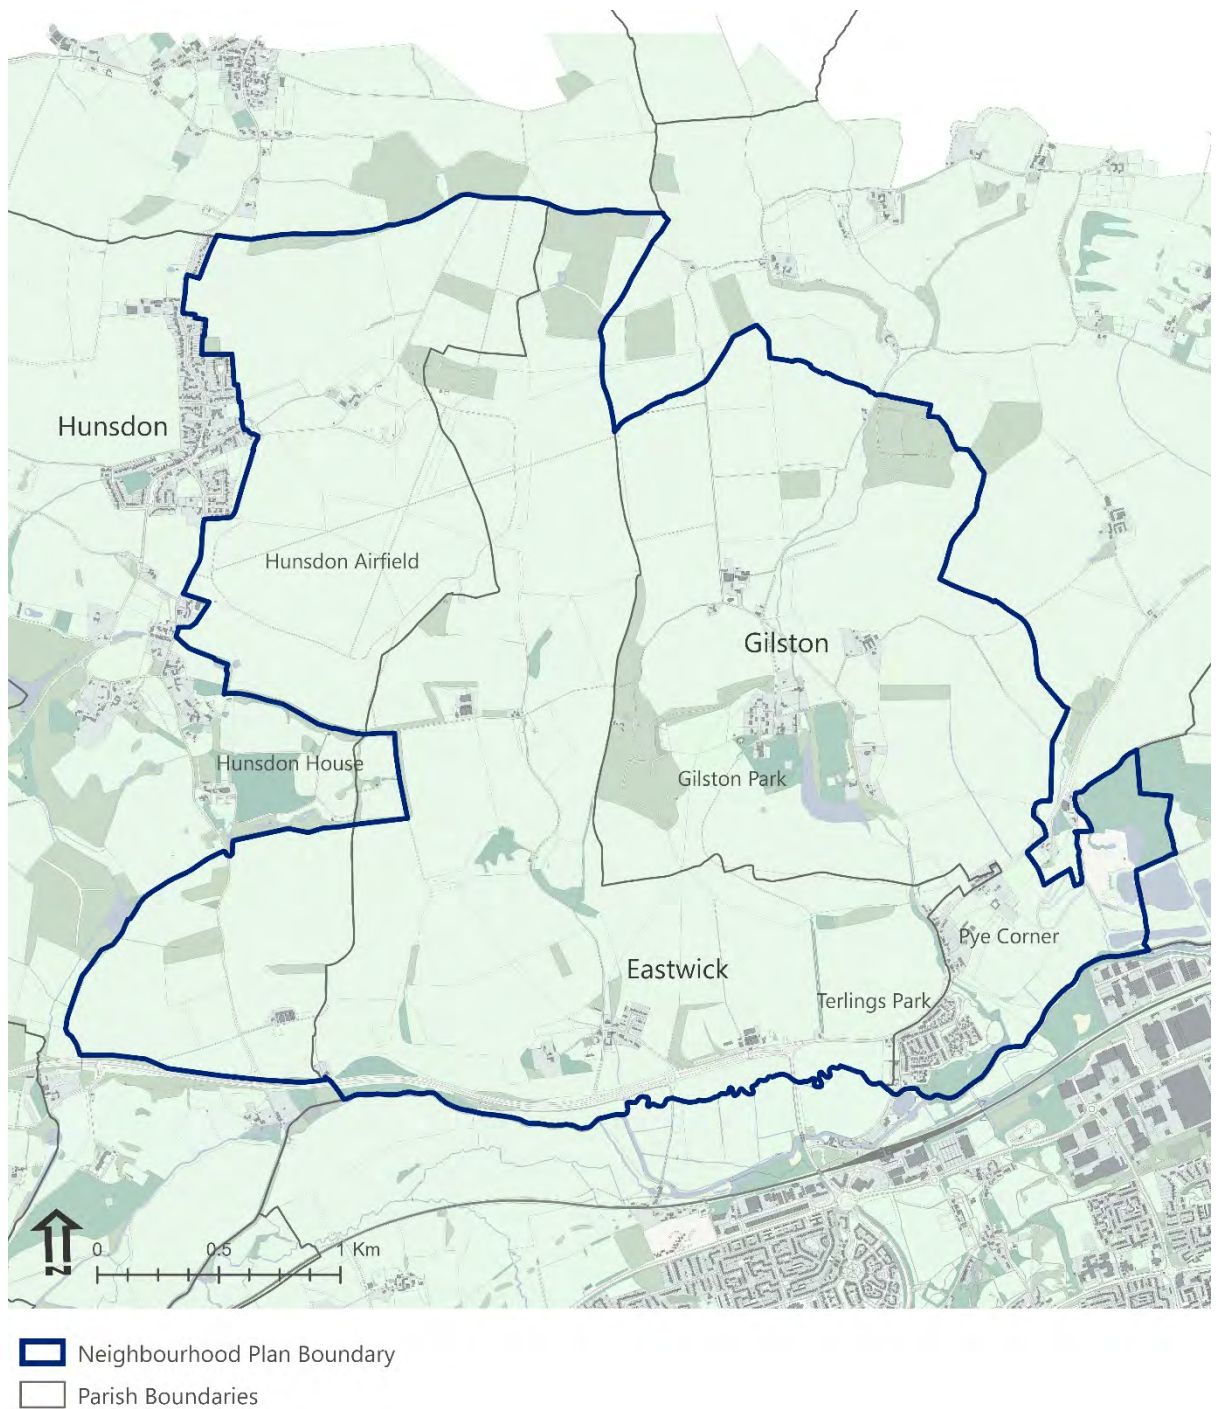 Hunsdon
Hunsdon Airfield
Gilston
Hunsdon House
Gilston Park
Pye Corner
Eastwick
Terlings Park
N
0 0.5 1 Km
Neighbourhood Plan Boundary
Parish Boundaries